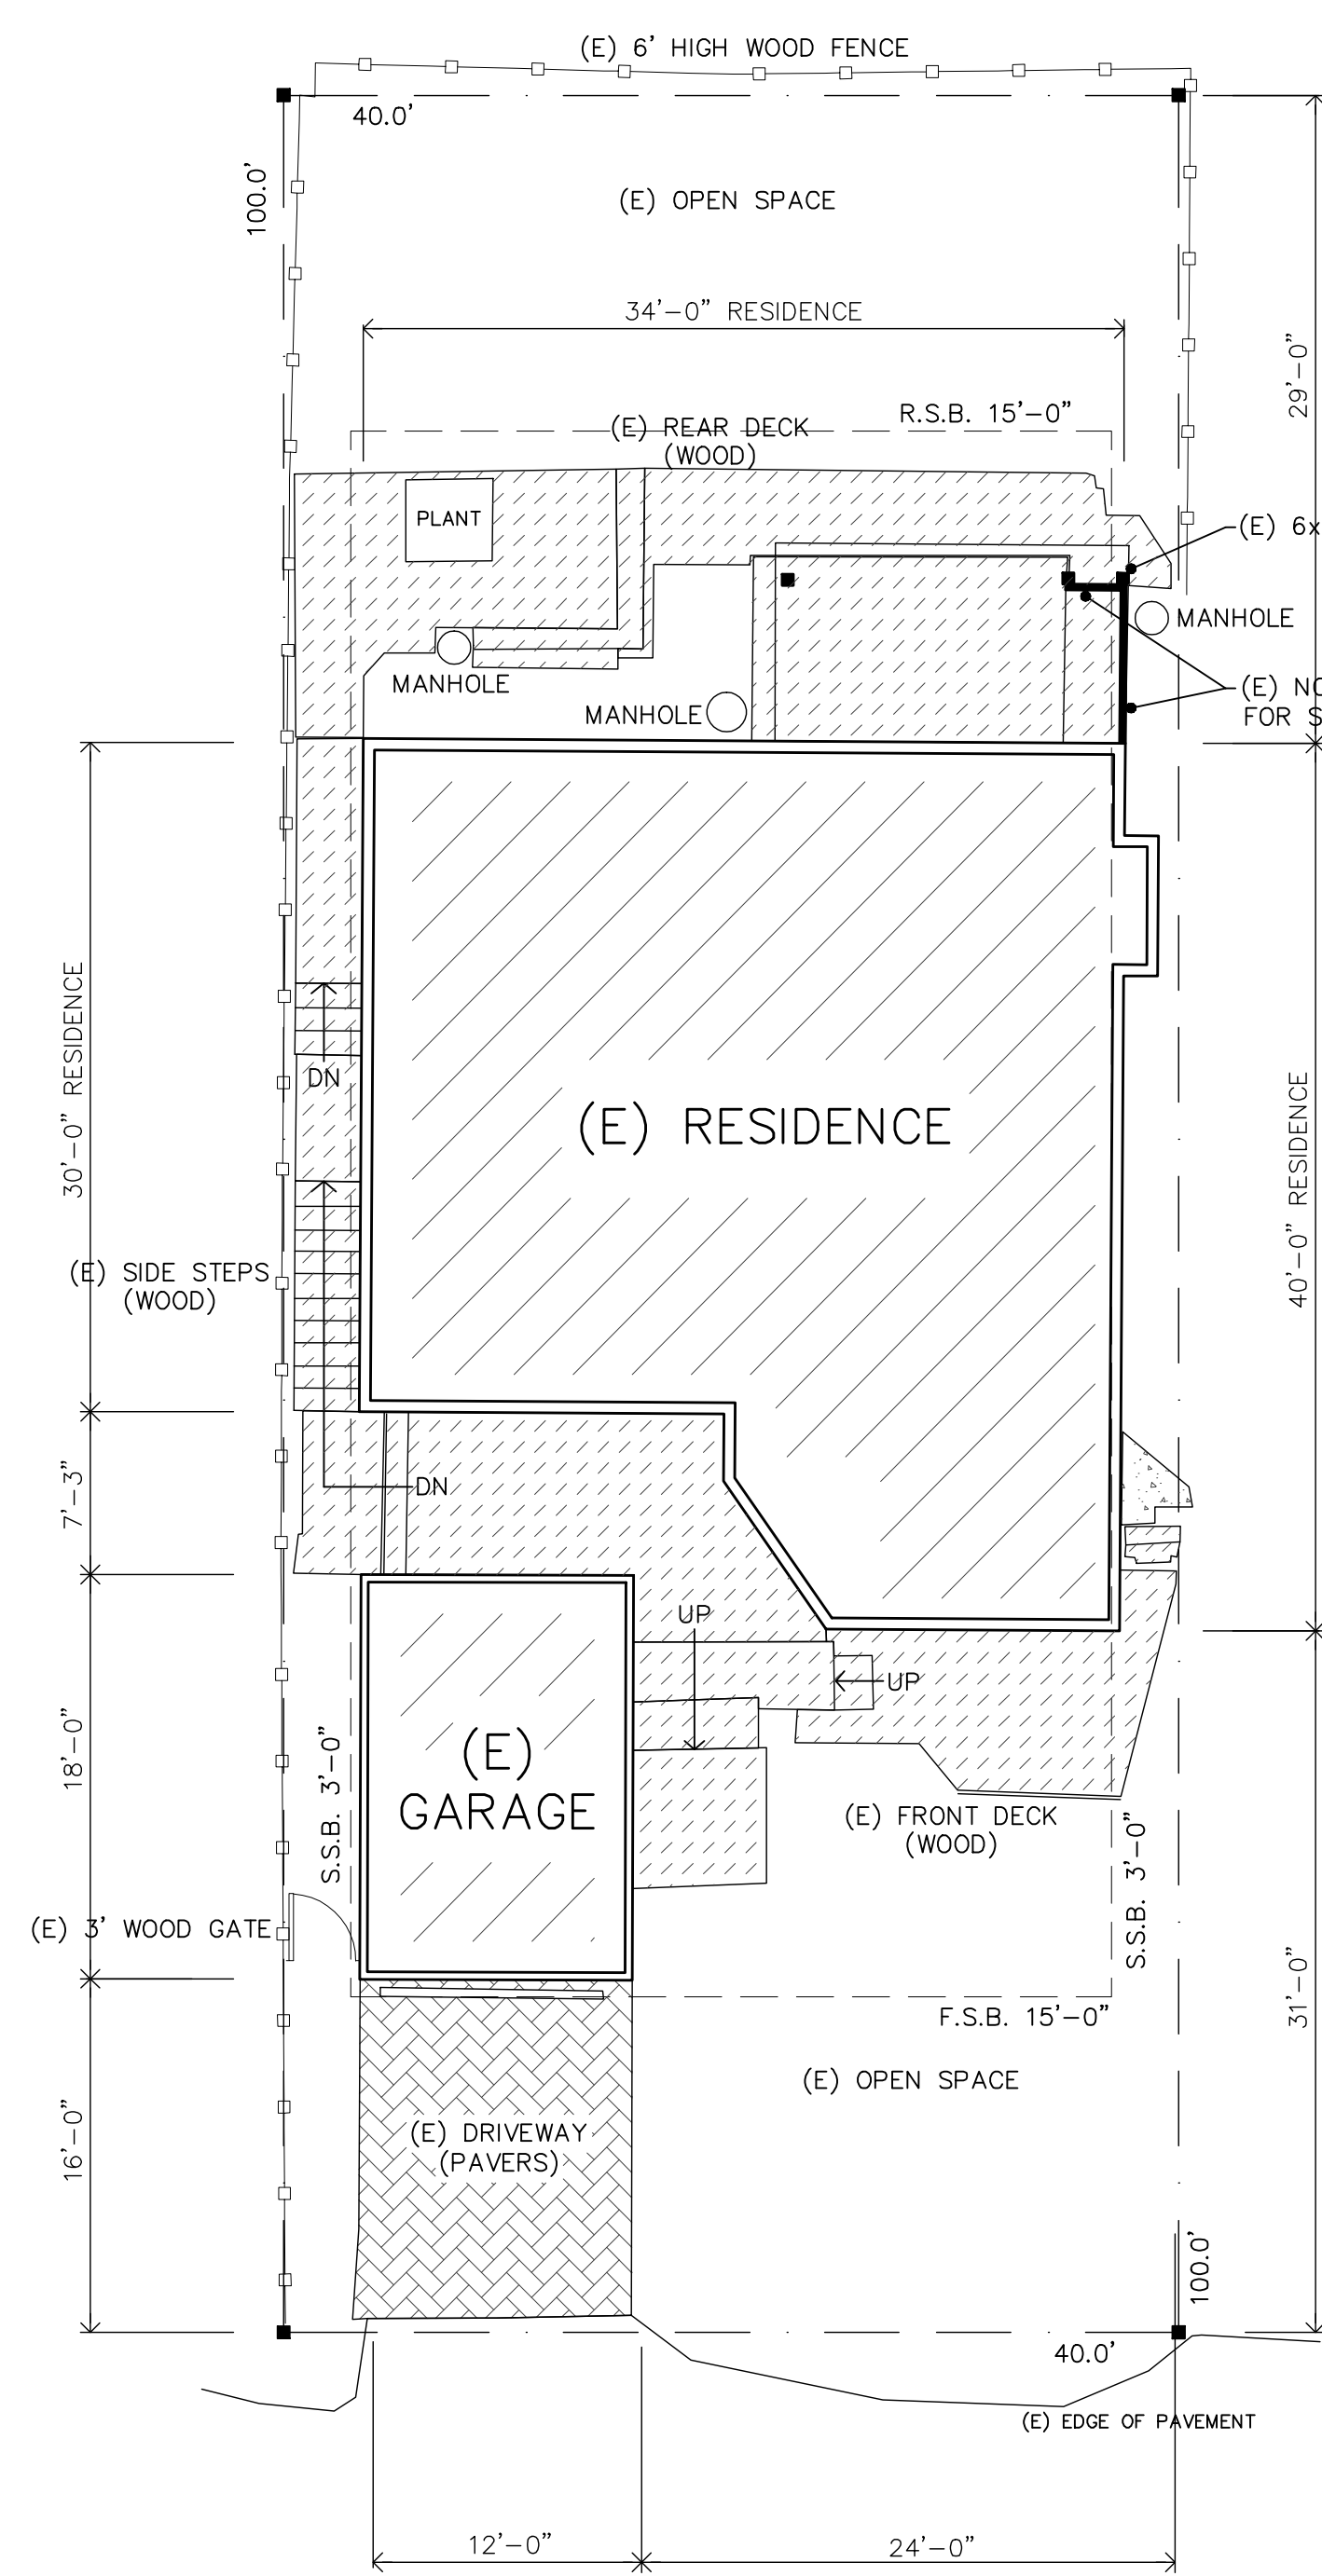 (E) 6' HIGH WOOD FENCE
40.0'
100.0'
(E) OPEN SPACE
34'-0" RESIDENCE
29'-0"
R.S.B. 15'-0"
(E) REAR DECK
(WOOD)
PLANT
(E) 6x
MANHOLE
MANHOLE
(E) NO
FOR S
MANHOLE
30'-0" RESIDENCE
DN
(E) RESIDENCE
40'-0" RESIDENCE
(E) SIDE STEPS
(WOOD)
7'-3"
DN
UP
UP
18'-0"
S.S.B. 3'-0"
(E)
GARAGE
(E) FRONT DECK
(WOOD)
S.S.B. 3'-0"
(E) 3' WOOD GATE
31'-0"
F.S.B. 15'-0"
(E) OPEN SPACE
16'-0"
(E) DRIVEWAY
(PAVERS)
100.0'
40.0'
(E) EDGE OF PAVEMENT
12'-0"
24'-0"